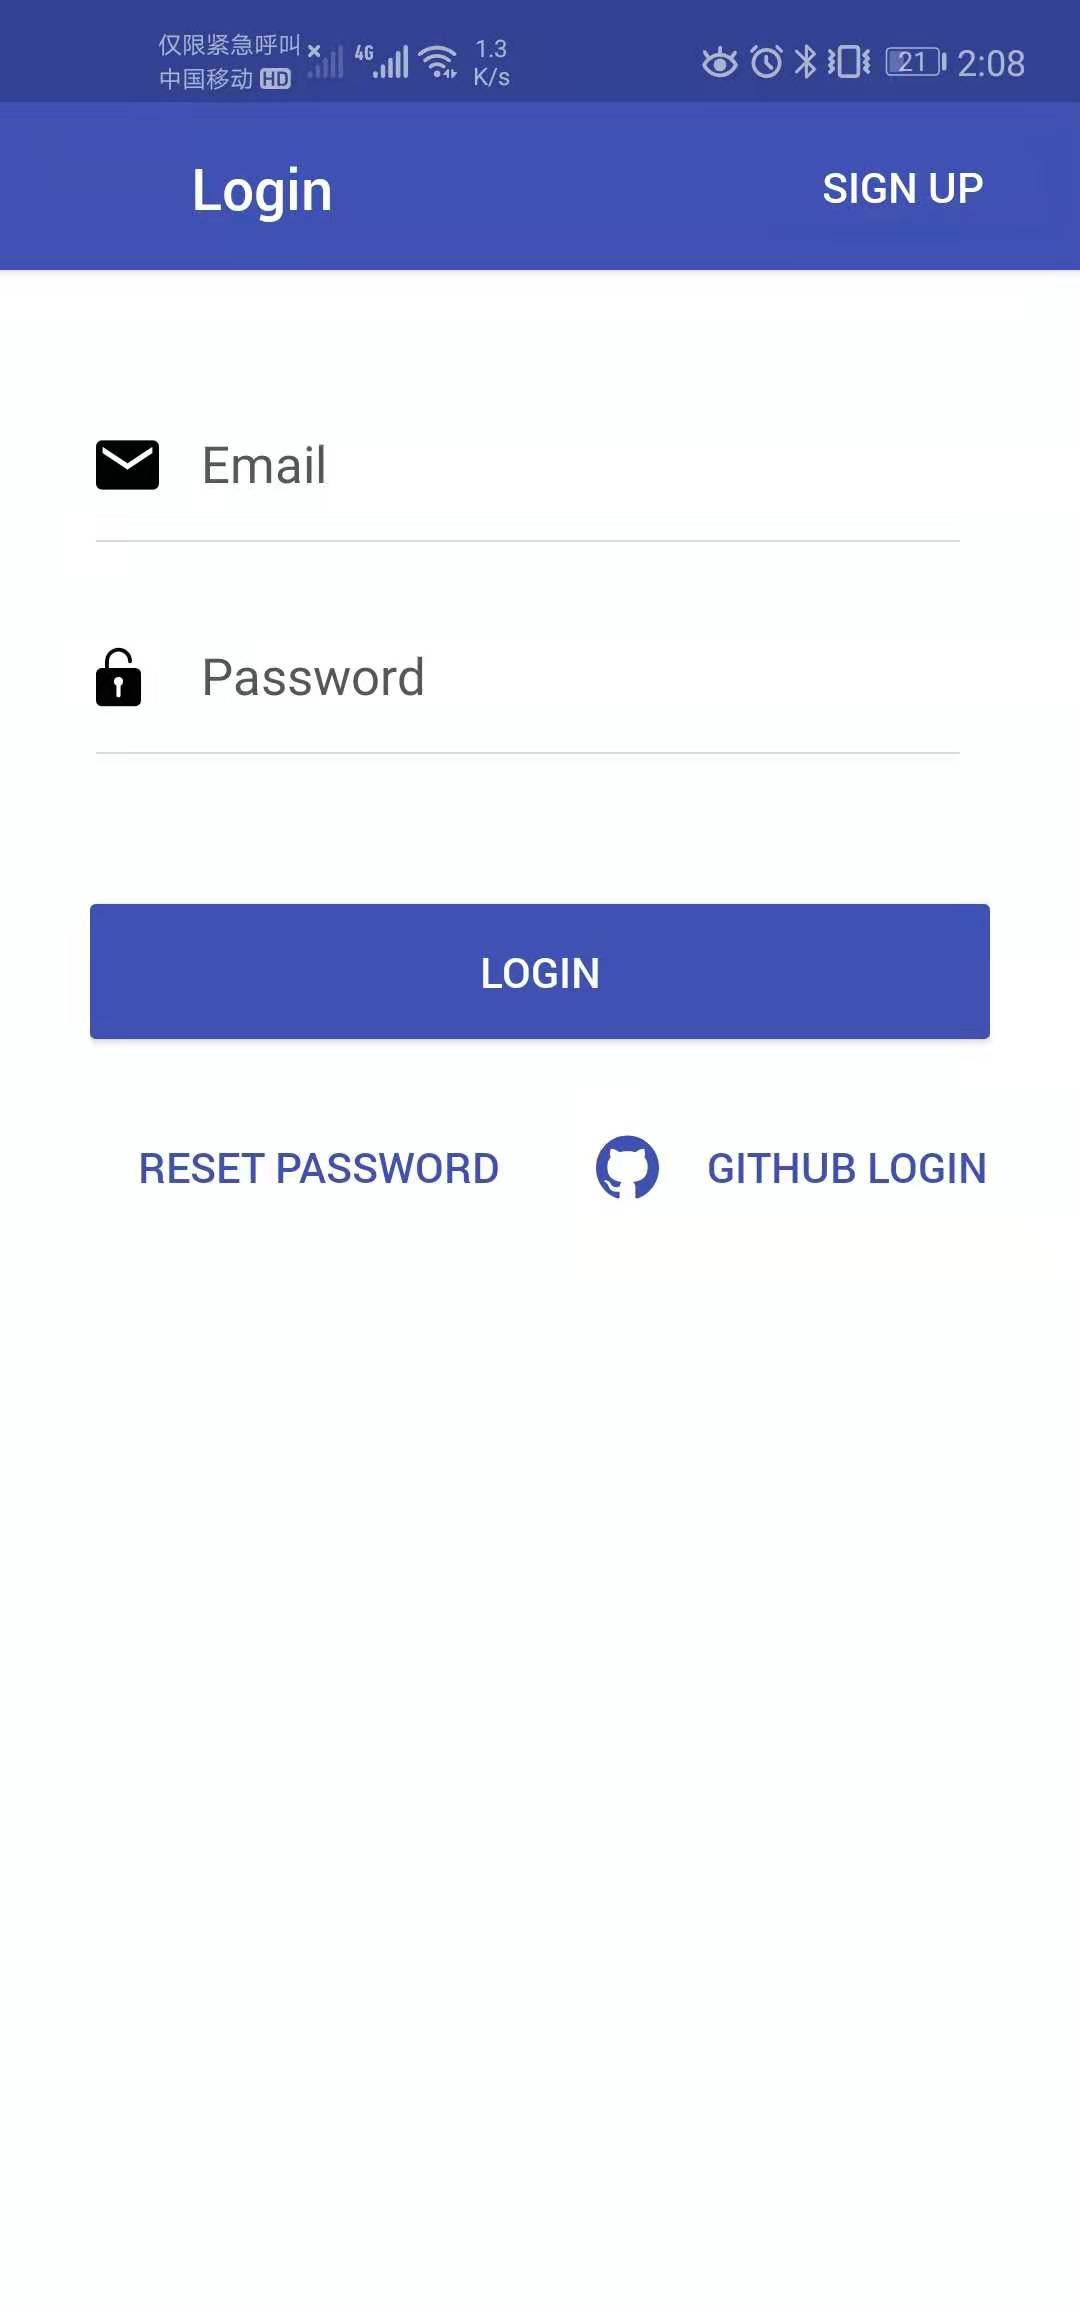 仅限紧急呼叫
4G
1.3
K/s
中国移动 HD
21
2:08
Login
SIGN UP
Email
Password
LOGIN
RESET PASSWORD
GITHUB LOGIN